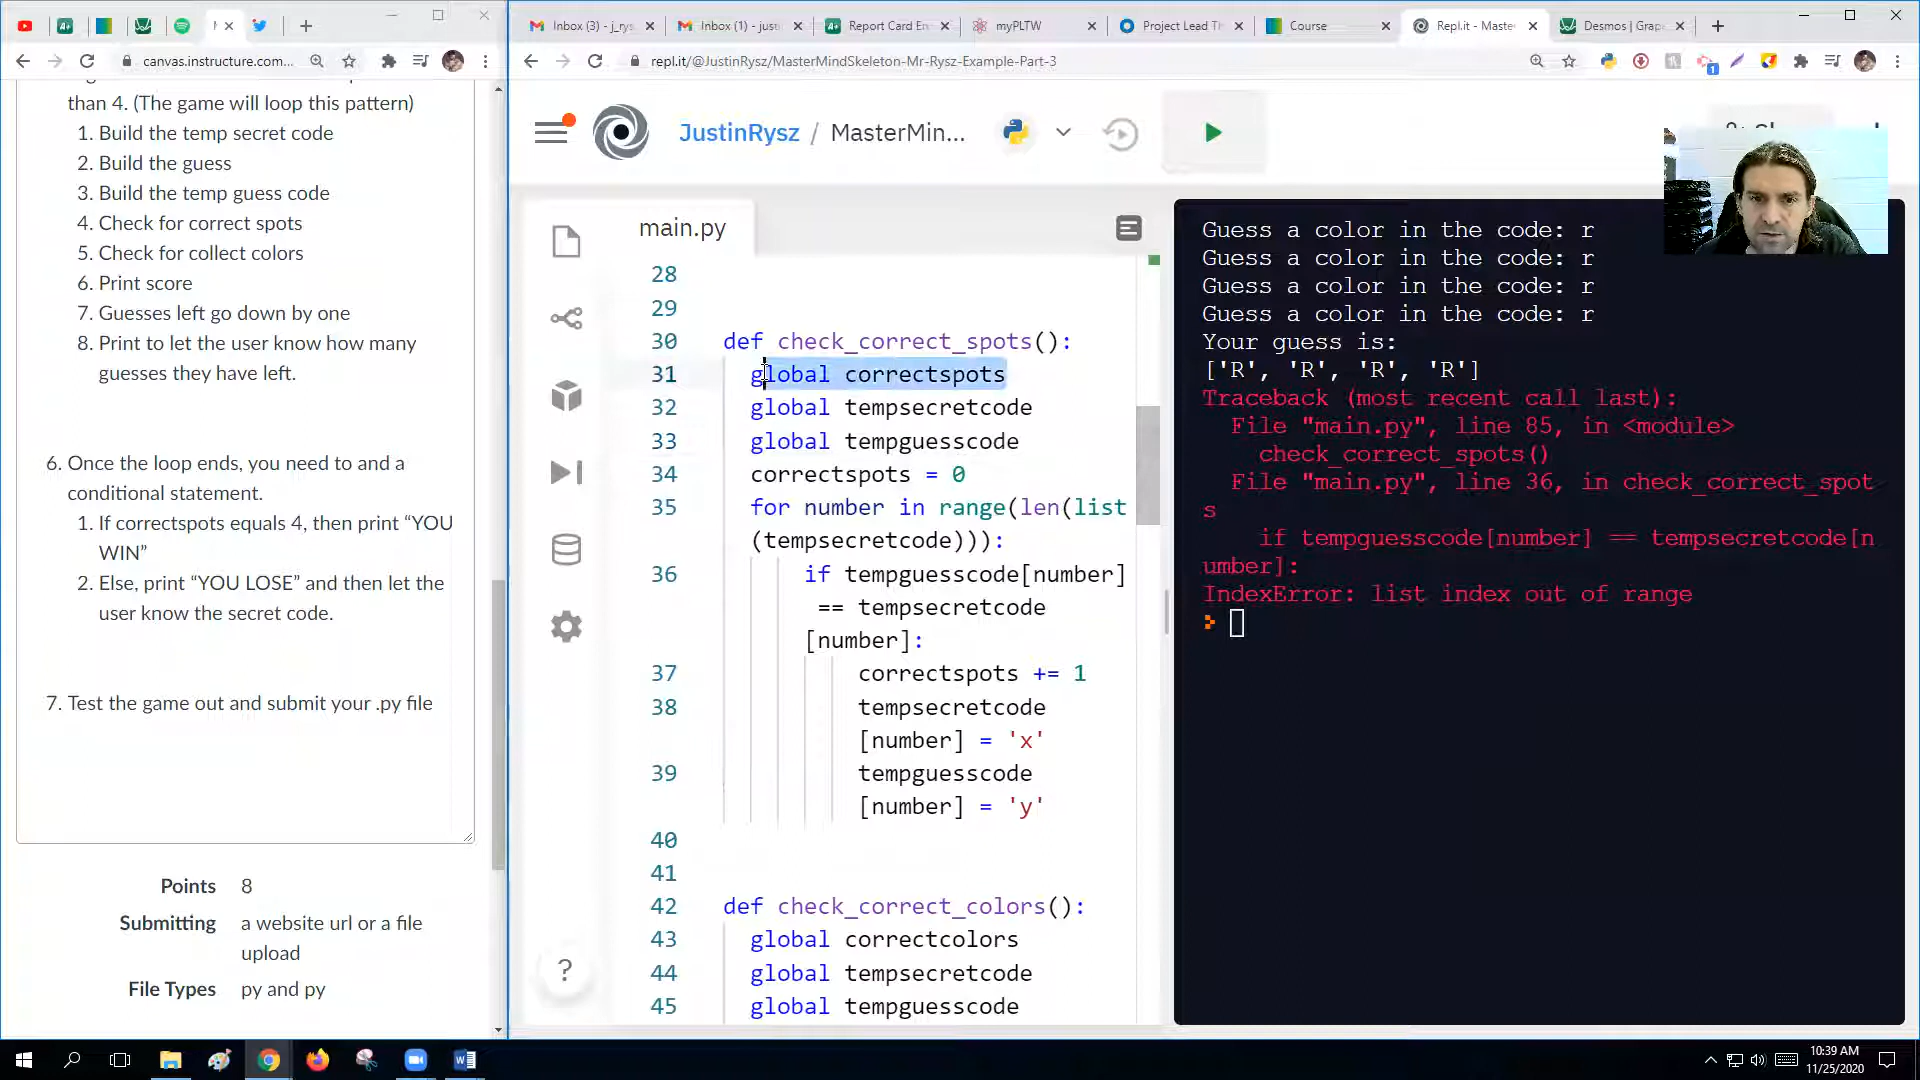 Inbox (3) - j_rys
Inbox (1) - just
Report Card En
myPLTW
Project Lead Th
Course
Repl.it - Master
Desmos | Grap
canvas.instructure.com...
repl.it/@JustinRysz/MasterMindSkeleton-Mr-Rysz-Example-Part-3
than 4. (The game will loop this pattern)
1. Build the temp secret code
2. Build the guess
3. Build the temp guess code
4. Check for correct spots
5. Check for collect colors
6. Print score
7. Guesses left go down by one
8. Print to let the user know how many
guesses they have left.
6. Once the loop ends, you need to and a
conditional statement.
1. If correctspots equals 4, then print “YOU
WIN”
2. Else, print “YOU LOSE” and then let the
user know the secret code.
7. Test the game out and submit your .py file
Points 8
Submitting a website url or a file
upload
File Types py and py
JustinRysz / MasterMin...
main.py
28
29
30 def check_correct_spots():
31 global correctspots
32 global tempsecretcode
33 global tempguesscode
34 correctspots = 0
35 for number in range(len(list
(tempsecretcode))):
36 if tempguesscode[number]
== tempsecretcode
[number]:
37 correctspots += 1
38 tempsecretcode
[number] = 'x'
39 tempguesscode
[number] = 'y'
40
41
42 def check_correct_colors():
43 global correctcolors
44 global tempsecretcode
45 global tempguesscode
?
Guess a color in the code: r
Guess a color in the code: r
Guess a color in the code: r
Guess a color in the code: r
Your guess is:
['R', 'R', 'R', 'R']
Traceback (most recent call last):
File "main.py", line 85, in <module>
check_correct_spots()
File "main.py", line 36, in check_correct_spot
s
if tempguesscode[number] == tempsecretcode[n
umber]:
IndexError: list index out of range
10:39 AM
11/25/2020